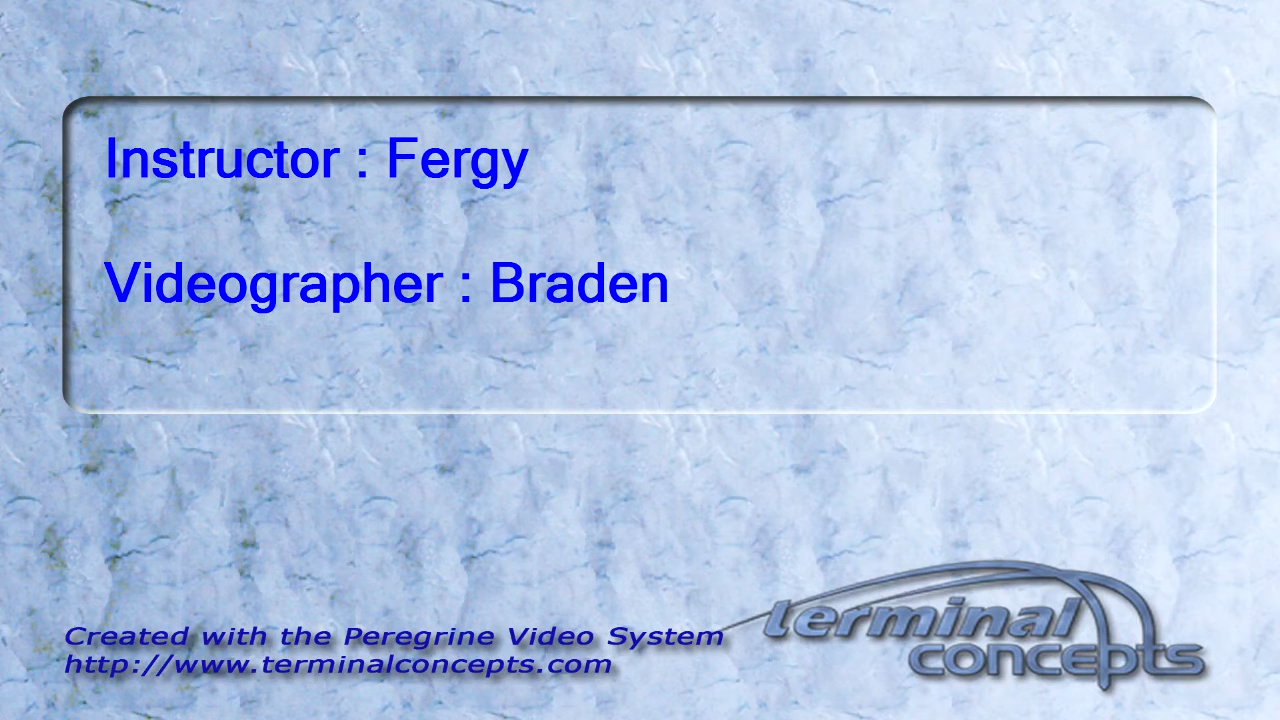 Instructor : Fergy
Videographer : Braden
Created with the Peregrine Video System
http://www.terminalconcepts.com
terminal
concepts